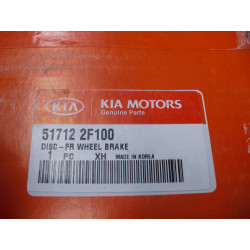 KIA
KIA MOTORS
Genuine Parts
51712 2F100
DISC-FR WHEEL BRAKE
1 PC XH MADE IN KOREA